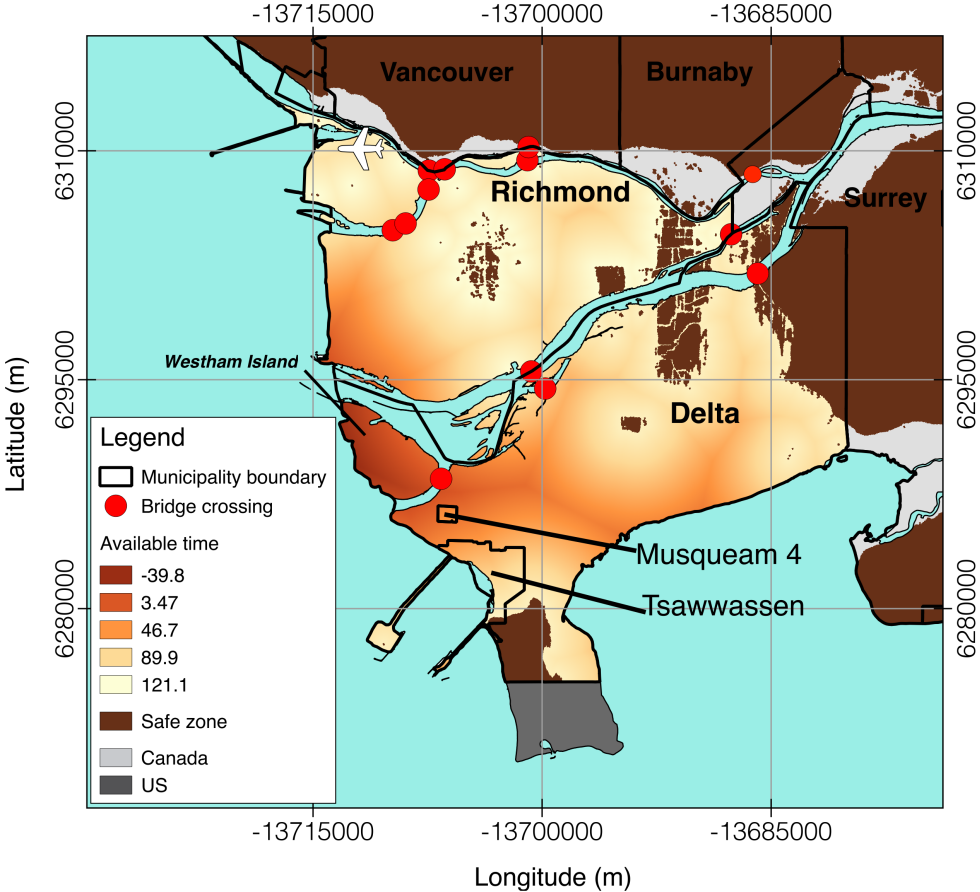 -13715000 -13700000 -13685000
Vancouver Burnaby
6310000 6310000
Richmond
Surrey
Westham Island
6295000 6295000
Latitude (m)
Delta
Legend
Municipality boundary
Bridge crossing
Available time
-39.8
3.47
46.7
89.9
121.1
Safe zone
Canada
US
Musqueam 4
Tsawwassen
6280000 6280000
-13715000 -13700000 -13685000
Longitude (m)